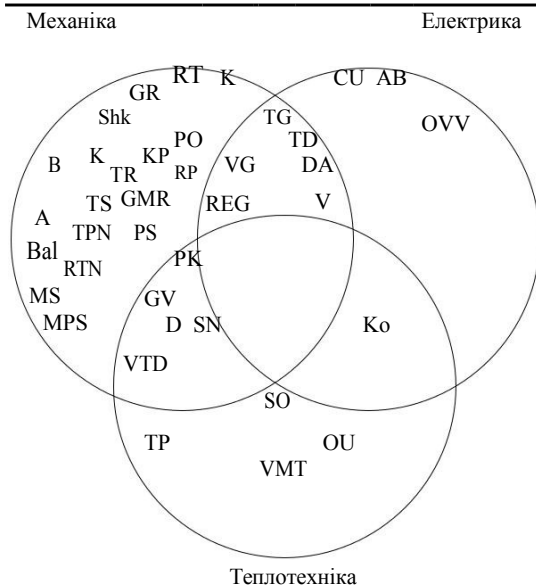 Механіка Електрика
RT K CU AB
GR
Shk TG OVV
PO TD
B K KP VG DA
TR RP
TS GMR REG V
A
TPN PS
Bal PK
RTN
MS GV
MPS D SN Ko
VTD
SO
TP OU
VMT
Теплотехніка